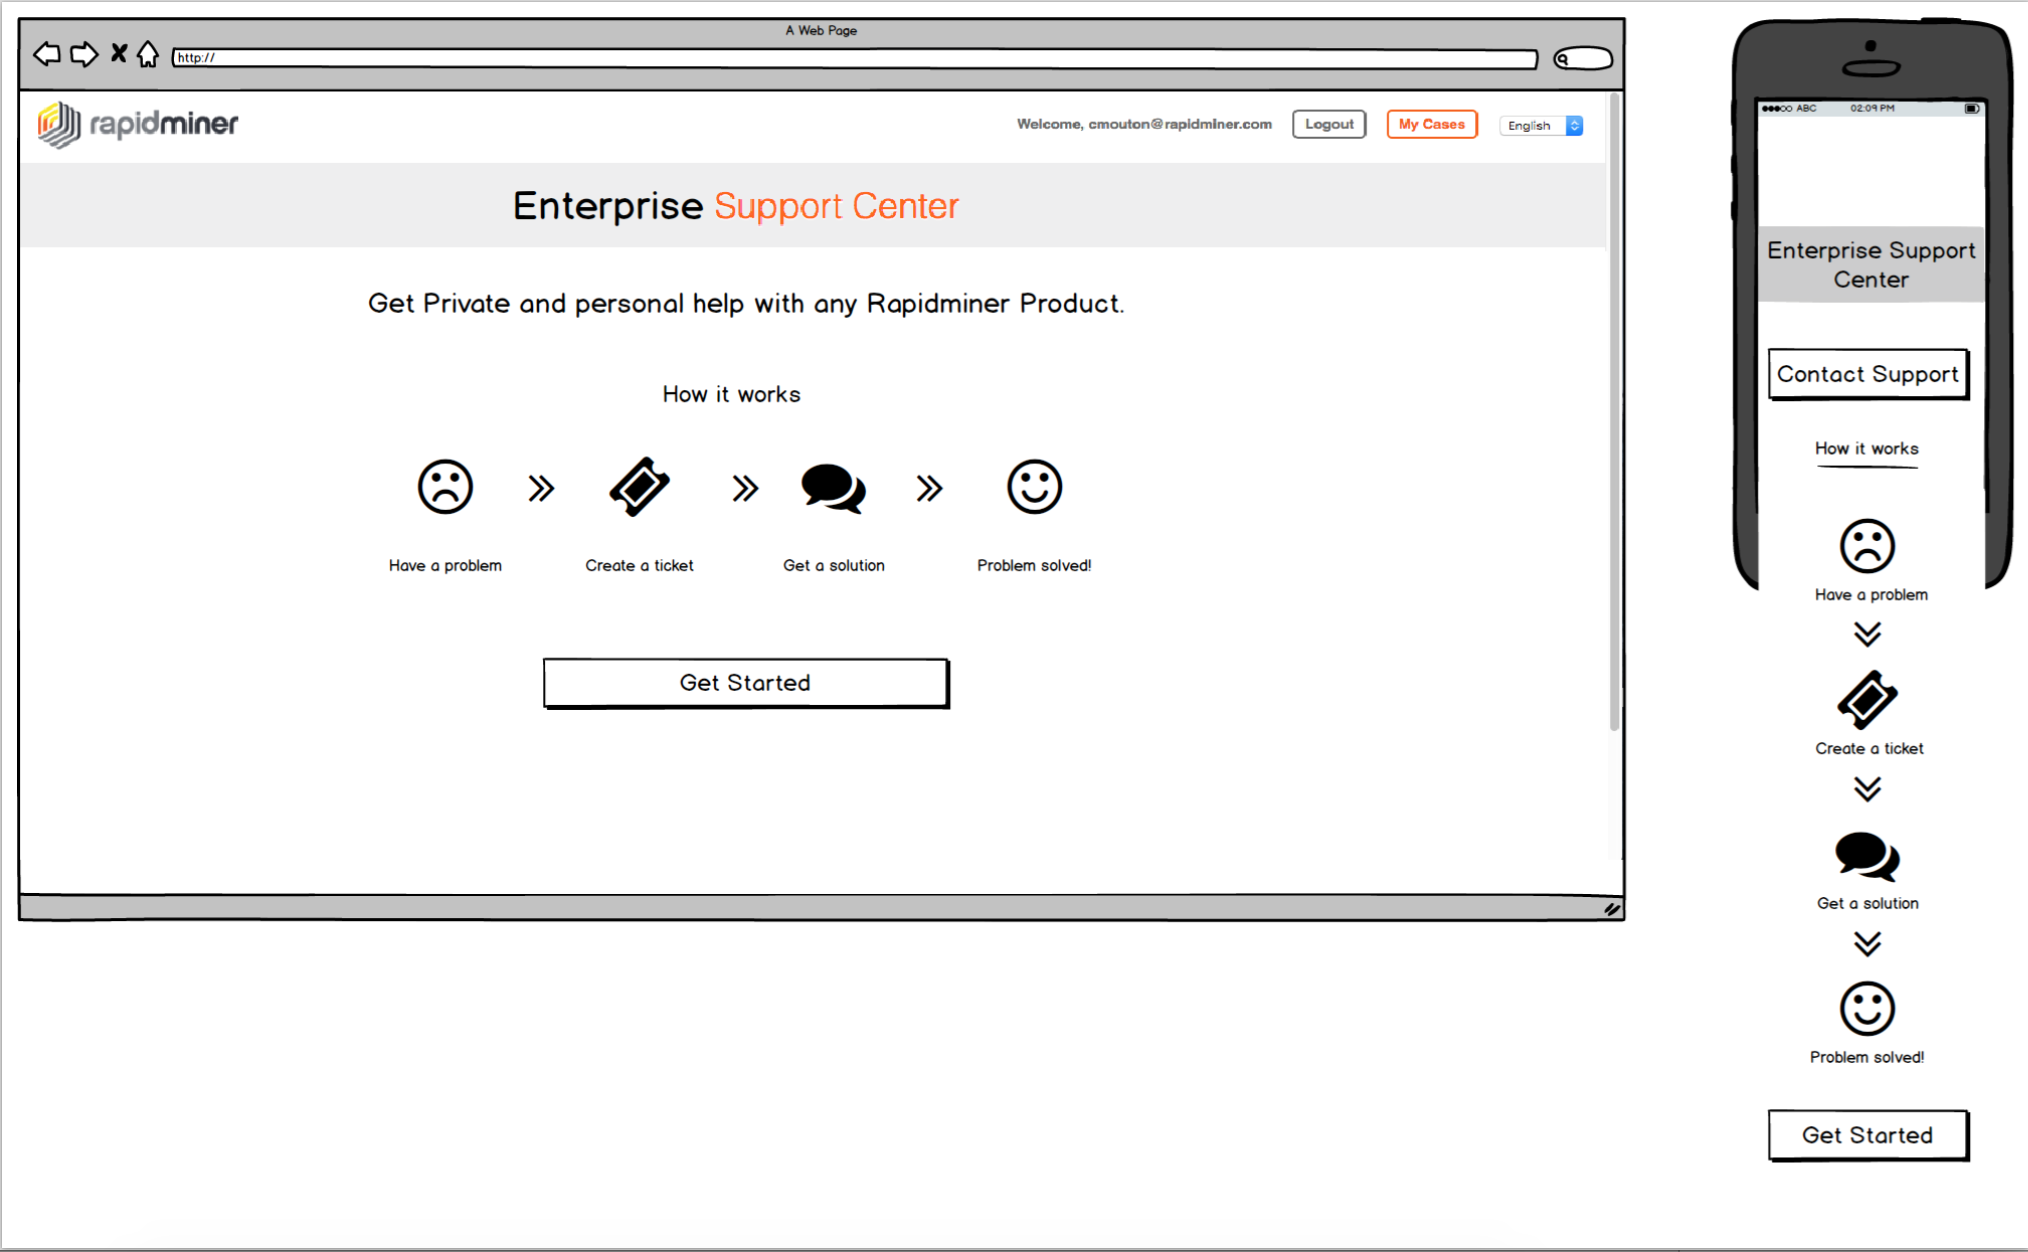 A Web Page
http://
rapidminer
Welcome, cmouton@rapidminer.com
Logout
My Cases
English
Enterprise Support Center
Get Private and personal help with any Rapidminer Product.
How it works
Have a problem
Create a ticket
Get a solution
Problem solved!
Get Started
ABC
02:09 PM
Enterprise Support
Center
Contact Support
How it works
Have a problem
Create a ticket
Get a solution
Problem solved!
Get Started